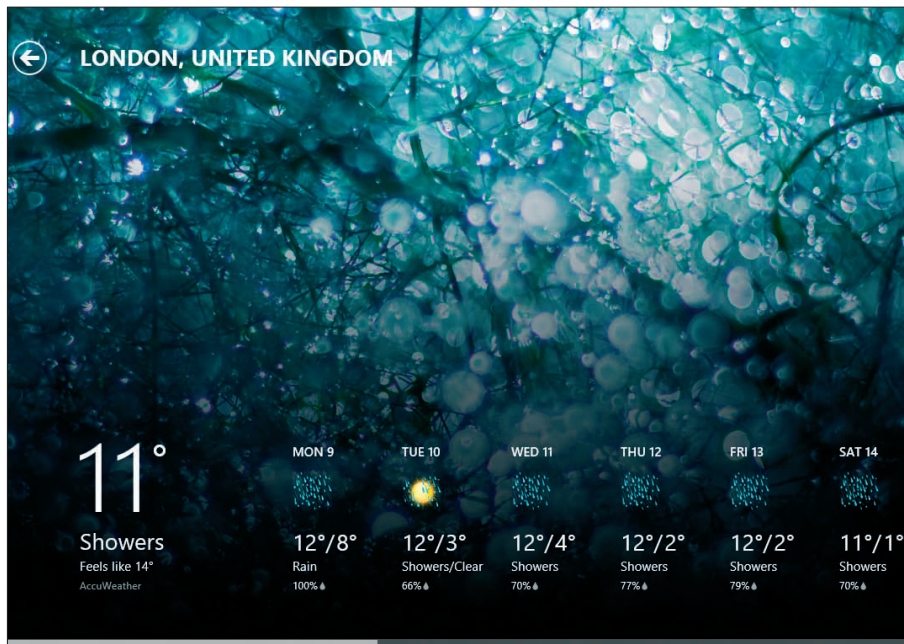 LONDON, UNITED KINGDOM
11°
Showers
Feels like 14°
AccuWeather
MON 9
12°/8°
Rain
100%
TUE 10
12°/3°
Showers/Clear
66%
WED 11
12°/4°
Showers
70%
THU 12
12°/2°
Showers
77%
FRI 13
12°/2°
Showers
79%
SAT 14
11°/1°
Showers
70%